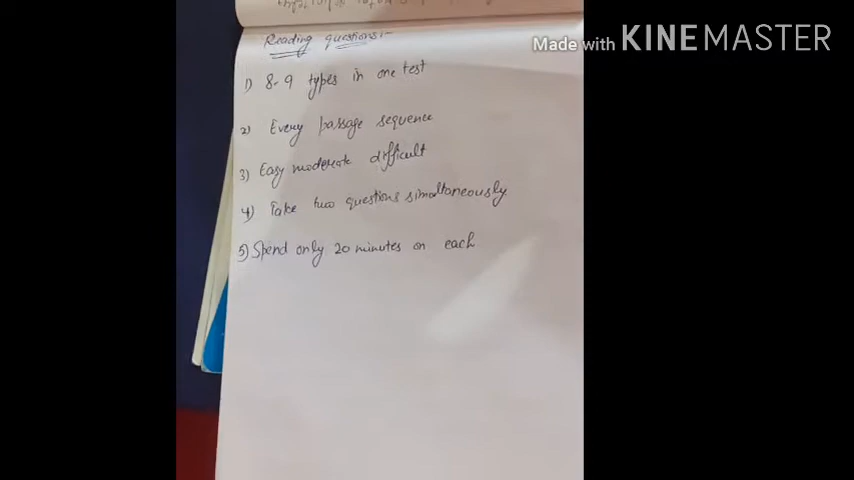 Reading questions:-
Made with KINEMASTER
1) 8-9 types in one test
2) Every passage sequence
3) Easy moderate difficult
4) Take two questions simultaneously
5) Spend only 20 minutes on each